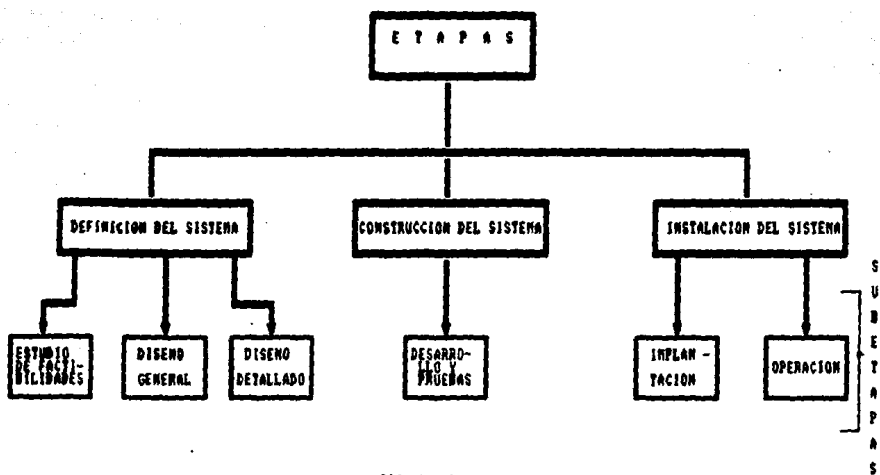 E T A P A S
DEFINICION DEL SISTEMA
CONSTRUCCION DEL SISTEMA
INSTALACION DEL SISTEMA
ESTUDIO
DE FACTI-
BILIDADES
DISENO
GENERAL
DISENO
DETALLADO
DESARRO-
LLO Y
PRUEBAS
IMPLAN -
TACION
OPERACION
S
U
B
E
T
A
P
A
S